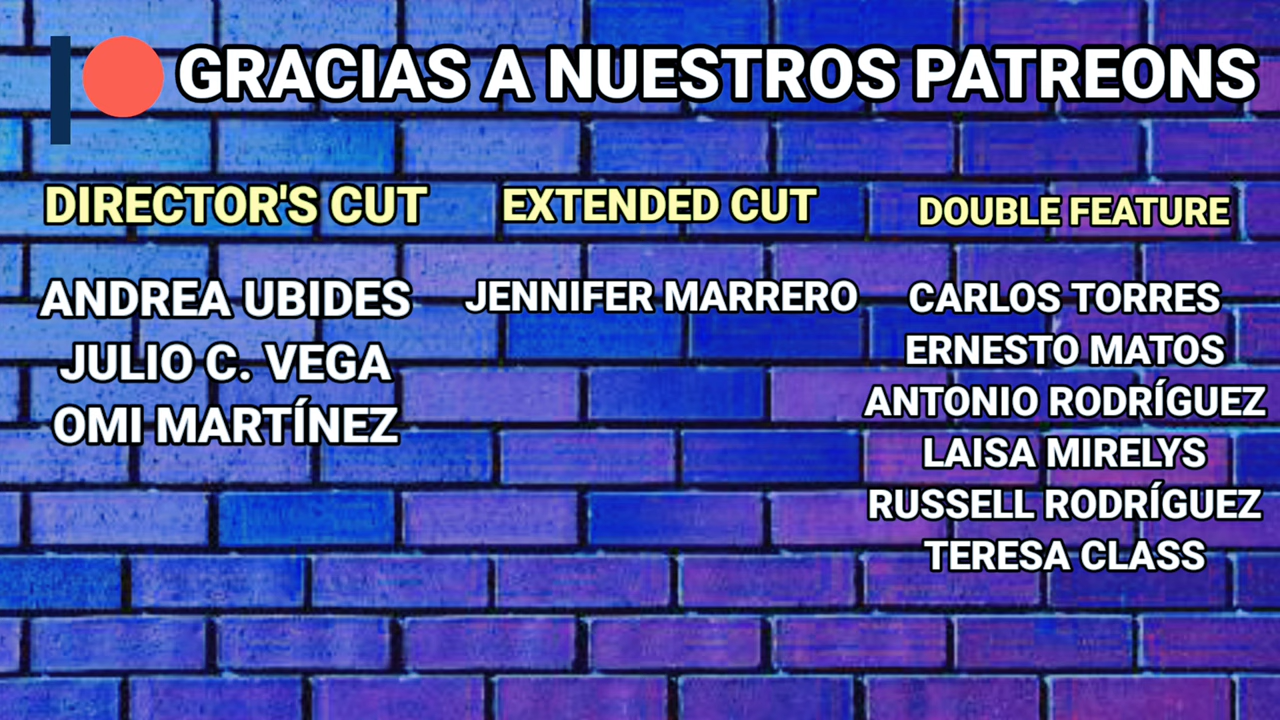 GRACIAS A NUESTROS PATREONS
DIRECTOR'S CUT
ANDREA UBIDES
JULIO C. VEGA
OMI MARTÍNEZ
EXTENDED CUT
JENNIFER MARRERO
DOUBLE FEATURE
CARLOS TORRES
ERNESTO MATOS
ANTONIO RODRÍGUEZ
LAISA MIRELYS
RUSSELL RODRÍGUEZ
TERESA CLASS